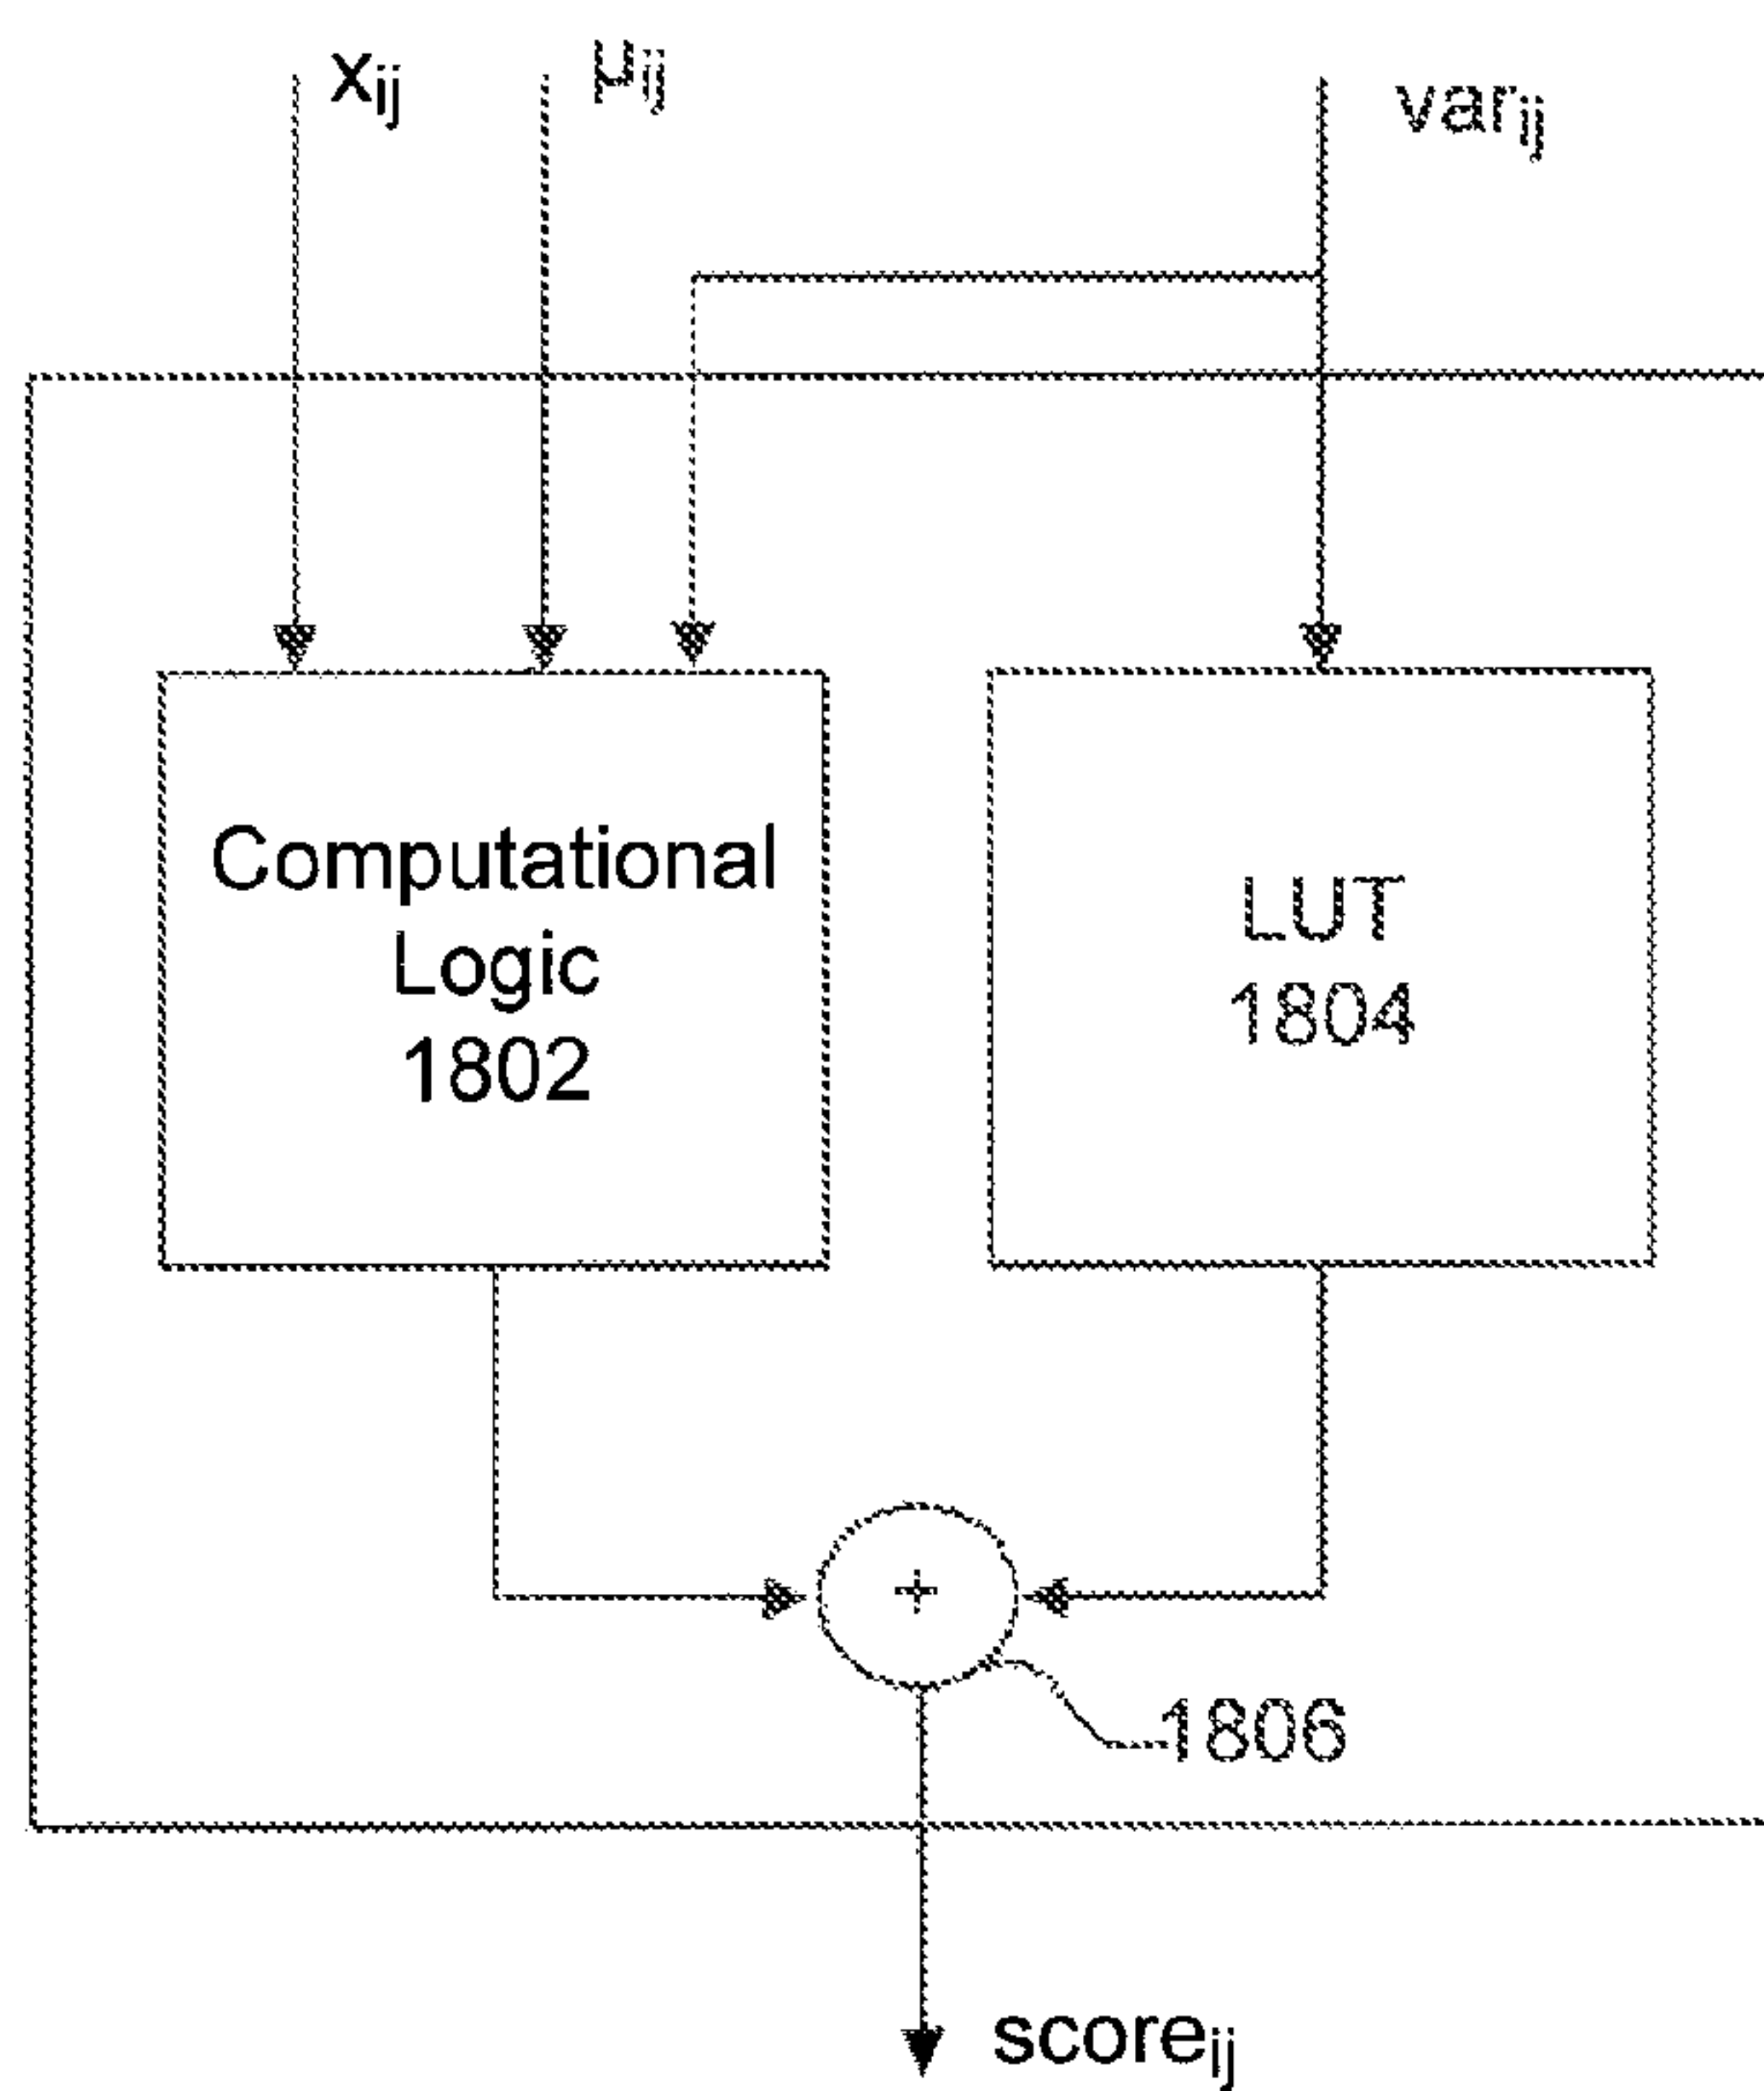 xij
μij
varij
Computational
Logic
1802
LUT
1804
+
1806
scoreij